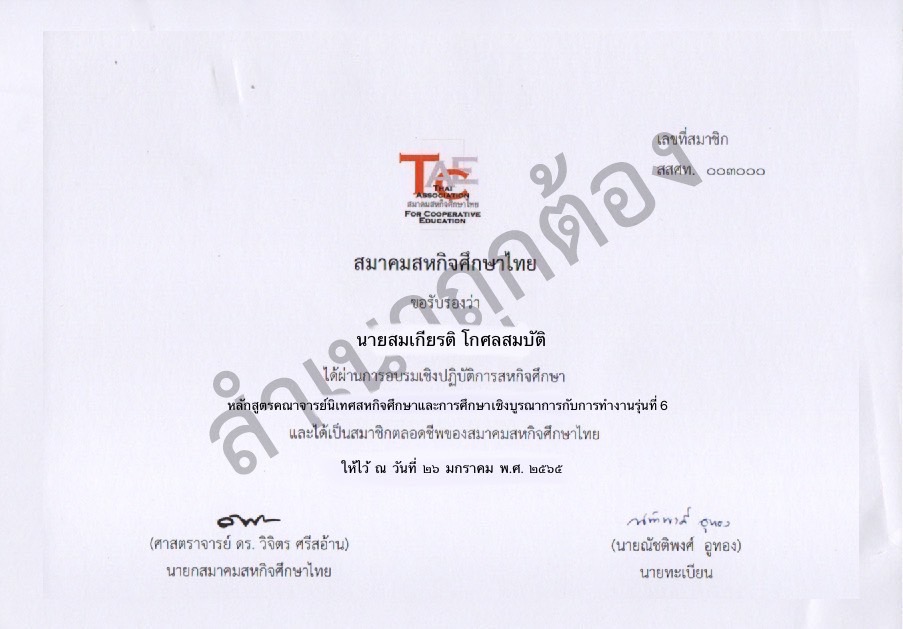 เลขที่สมาชิก
สสศท. ๐๐๓๐๐๐
TC AE
THAI
ASSOCIATION
สมาคมสหกิจศึกษาไทย
FOR COOPERATIVE
EDUCATION
สมาคมสหกิจศึกษาไทย
ขอรับรองว่า
นายสมเกียรติ โกศลสมบัติ
ได้ผ่านการอบรมเชิงปฏิบัติการสหกิจศึกษา
หลักสูตรคณาจารย์นิเทศสหกิจศึกษาและการศึกษาเชิงบูรณาการกับการทำงานรุ่นที่ 6
และได้เป็นสมาชิกตลอดชีพของสมาคมสหกิจศึกษาไทย
ให้ไว้ ณ วันที่ ๒๖ มกราคม พ.ศ. ๒๕๖๕
สำเนาถูกต้อง
(ศาสตราจารย์ ดร. วิจิตร ศรีสอ้าน)
นายกสมาคมสหกิจศึกษาไทย
ณัชติพงศ์ อูทอง
(นายณัชติพงศ์ อูทอง)
นายทะเบียน